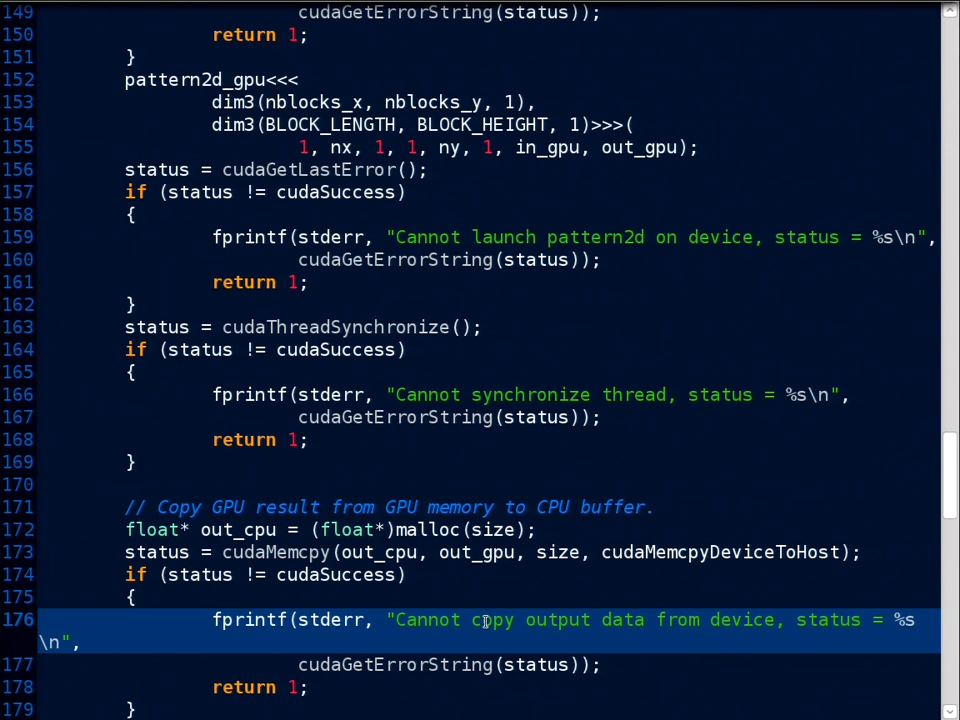 149 cudaGetErrorString(status));
150 return 1;
151 }
152 pattern2d_gpu<<<
153 dim3(nblocks_x, nblocks_y, 1),
154 dim3(BLOCK_LENGTH, BLOCK_HEIGHT, 1)>>>(
155 1, nx, 1, 1, ny, 1, in_gpu, out_gpu);
156 status = cudaGetLastError();
157 if (status != cudaSuccess)
158 {
159 fprintf(stderr, "Cannot launch pattern2d on device, status = %s\n",
160 cudaGetErrorString(status));
161 return 1;
162 }
163 status = cudaThreadSynchronize();
164 if (status != cudaSuccess)
165 {
166 fprintf(stderr, "Cannot synchronize thread, status = %s\n",
167 cudaGetErrorString(status));
168 return 1;
169 }
170
171 // Copy GPU result from GPU memory to CPU buffer.
172 float* out_cpu = (float*)malloc(size);
173 status = cudaMemcpy(out_cpu, out_gpu, size, cudaMemcpyDeviceToHost);
174 if (status != cudaSuccess)
175 {
176 fprintf(stderr, "Cannot copy output data from device, status = %s
\n",
177 cudaGetErrorString(status));
178 return 1;
179 }